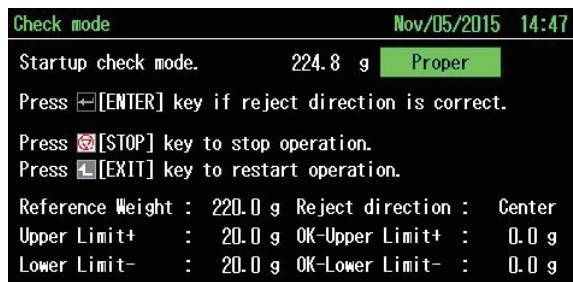 Check mode Nov/05/2015 14:47
Startup check mode. 224.8 g Proper
Press [ENTER] key if reject direction is correct.
Press [STOP] key to stop operation.
Press [EXIT] key to restart operation.
Reference Weight : 220.0 g Reject direction : Center
Upper Limit+ : 20.0 g OK-Upper Limit+ : 0.0 g
Lower Limit- : 20.0 g OK-Lower Limit- : 0.0 g